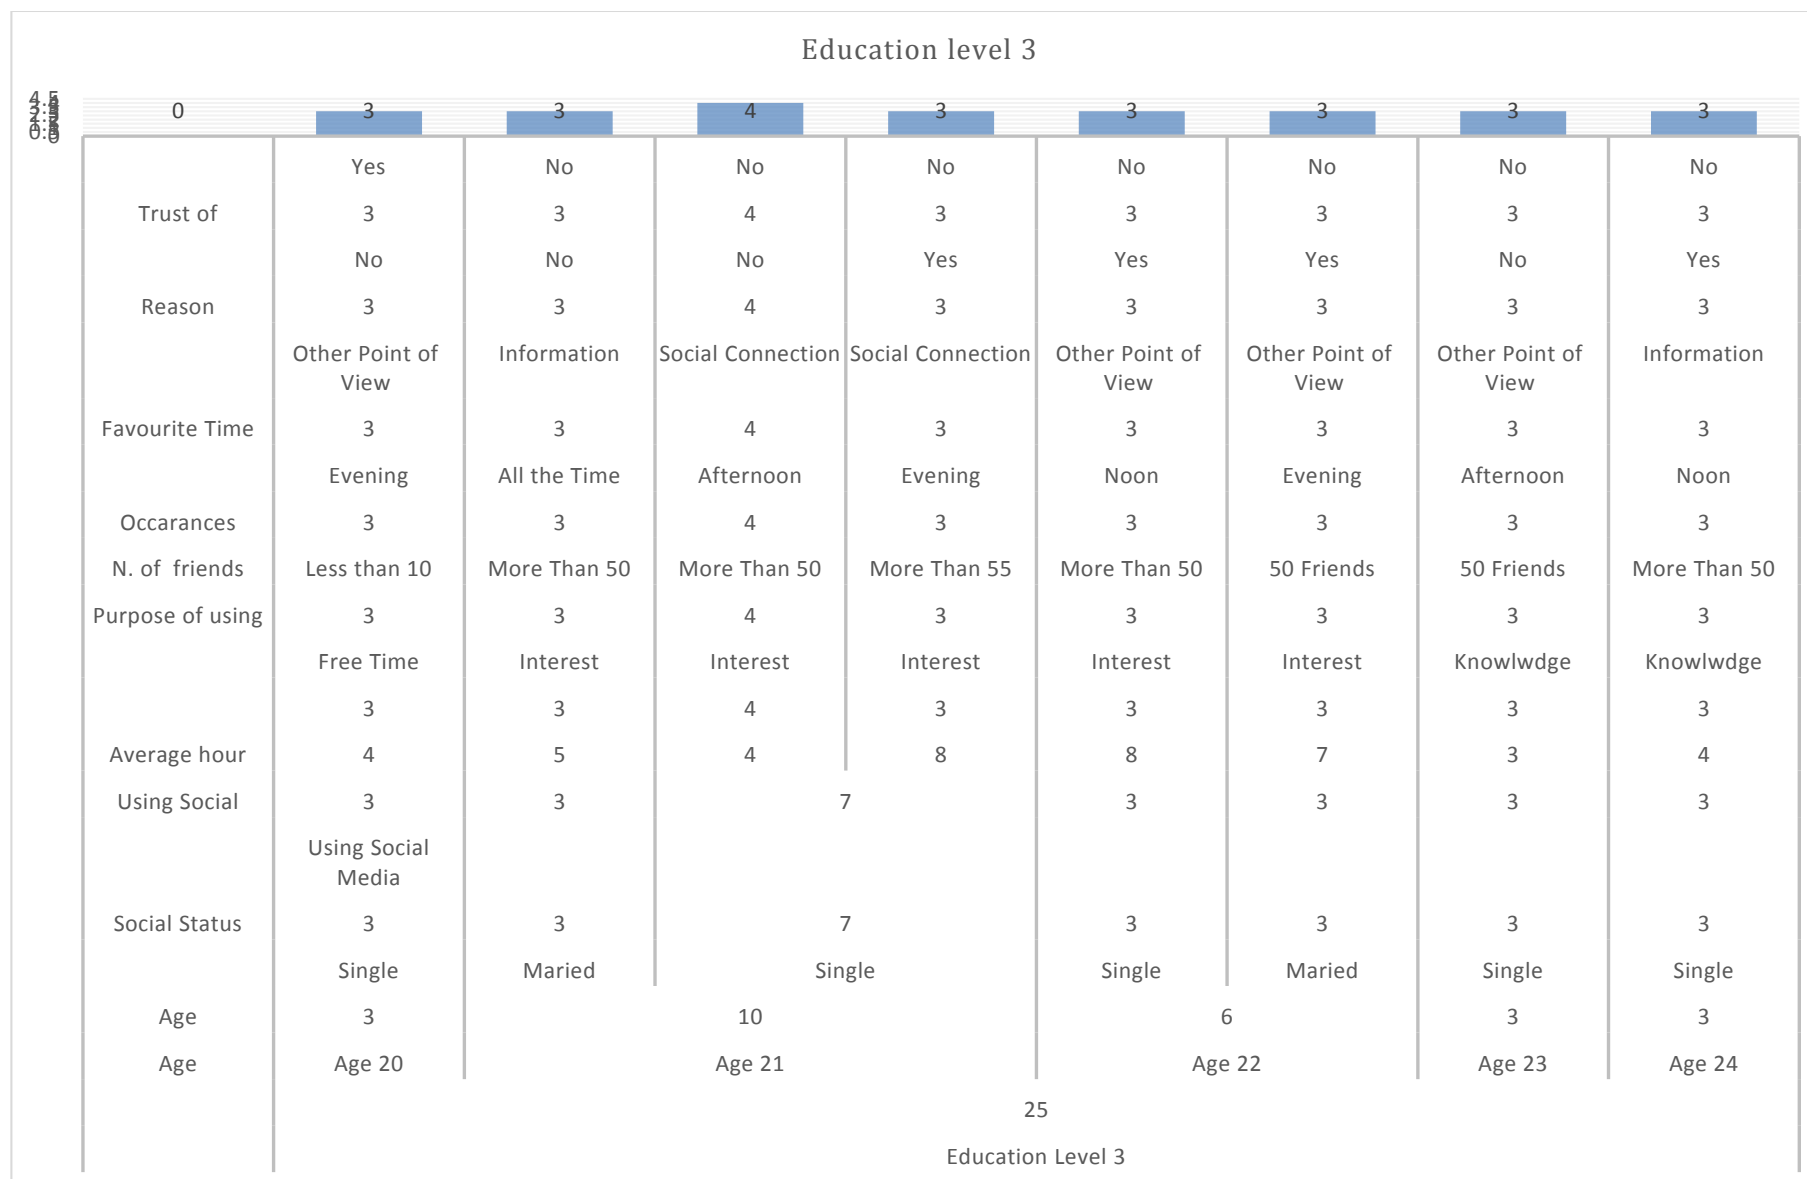 Education level 3
0 3 3 4 3 3 3 3 3
Yes No No No No No No No
Trust of 3 3 4 3 3 3 3 3
No No No Yes Yes Yes No Yes
Reason 3 3 4 3 3 3 3 3
Other Point of View Information Social Connection Social Connection Other Point of View Other Point of View Other Point of View Information
Favourite Time 3 3 4 3 3 3 3 3
Evening All the Time Afternoon Evening Noon Evening Afternoon Noon
Occarances 3 3 4 3 3 3 3 3
N. of friends Less than 10 More Than 50 More Than 50 More Than 55 More Than 50 50 Friends 50 Friends More Than 50
Purpose of using 3 3 4 3 3 3 3 3
Free Time Interest Interest Interest Interest Interest Knowlwdge Knowlwdge
3 3 4 3 3 3 3 3
Average hour 4 5 4 8 8 7 3 4
Using Social 3 3 7 3 3 3 3
Using Social
Media
Social Status 3 3 7 3 3 3 3
Single Maried Single Single Maried Single Single
Age 3 10 6 3 3
Age Age 20 Age 21 Age 22 Age 23 Age 24
25
Education Level 3